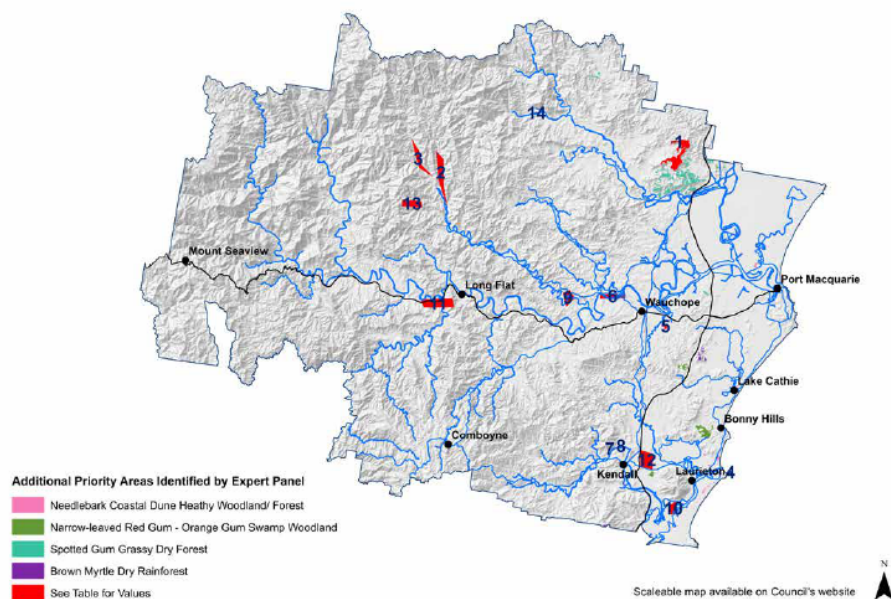 14
1
3
2
13
Mount Seaview
Port Macquarie
Long Flat
9
6
11
Wauchope
5
Lake Cathie
Bonny Hills
Comboyne
7
8
12
Kendall
Laurieton
4
10
Additional Priority Areas Identified by Expert Panel
Needlebark Coastal Dune Heathy Woodland/ Forest
Narrow-leaved Red Gum - Orange Gum Swamp Woodland
Spotted Gum Grassy Dry Forest
Brown Myrtle Dry Rainforest
See Table for Values
Scaleable map available on Council's website
N